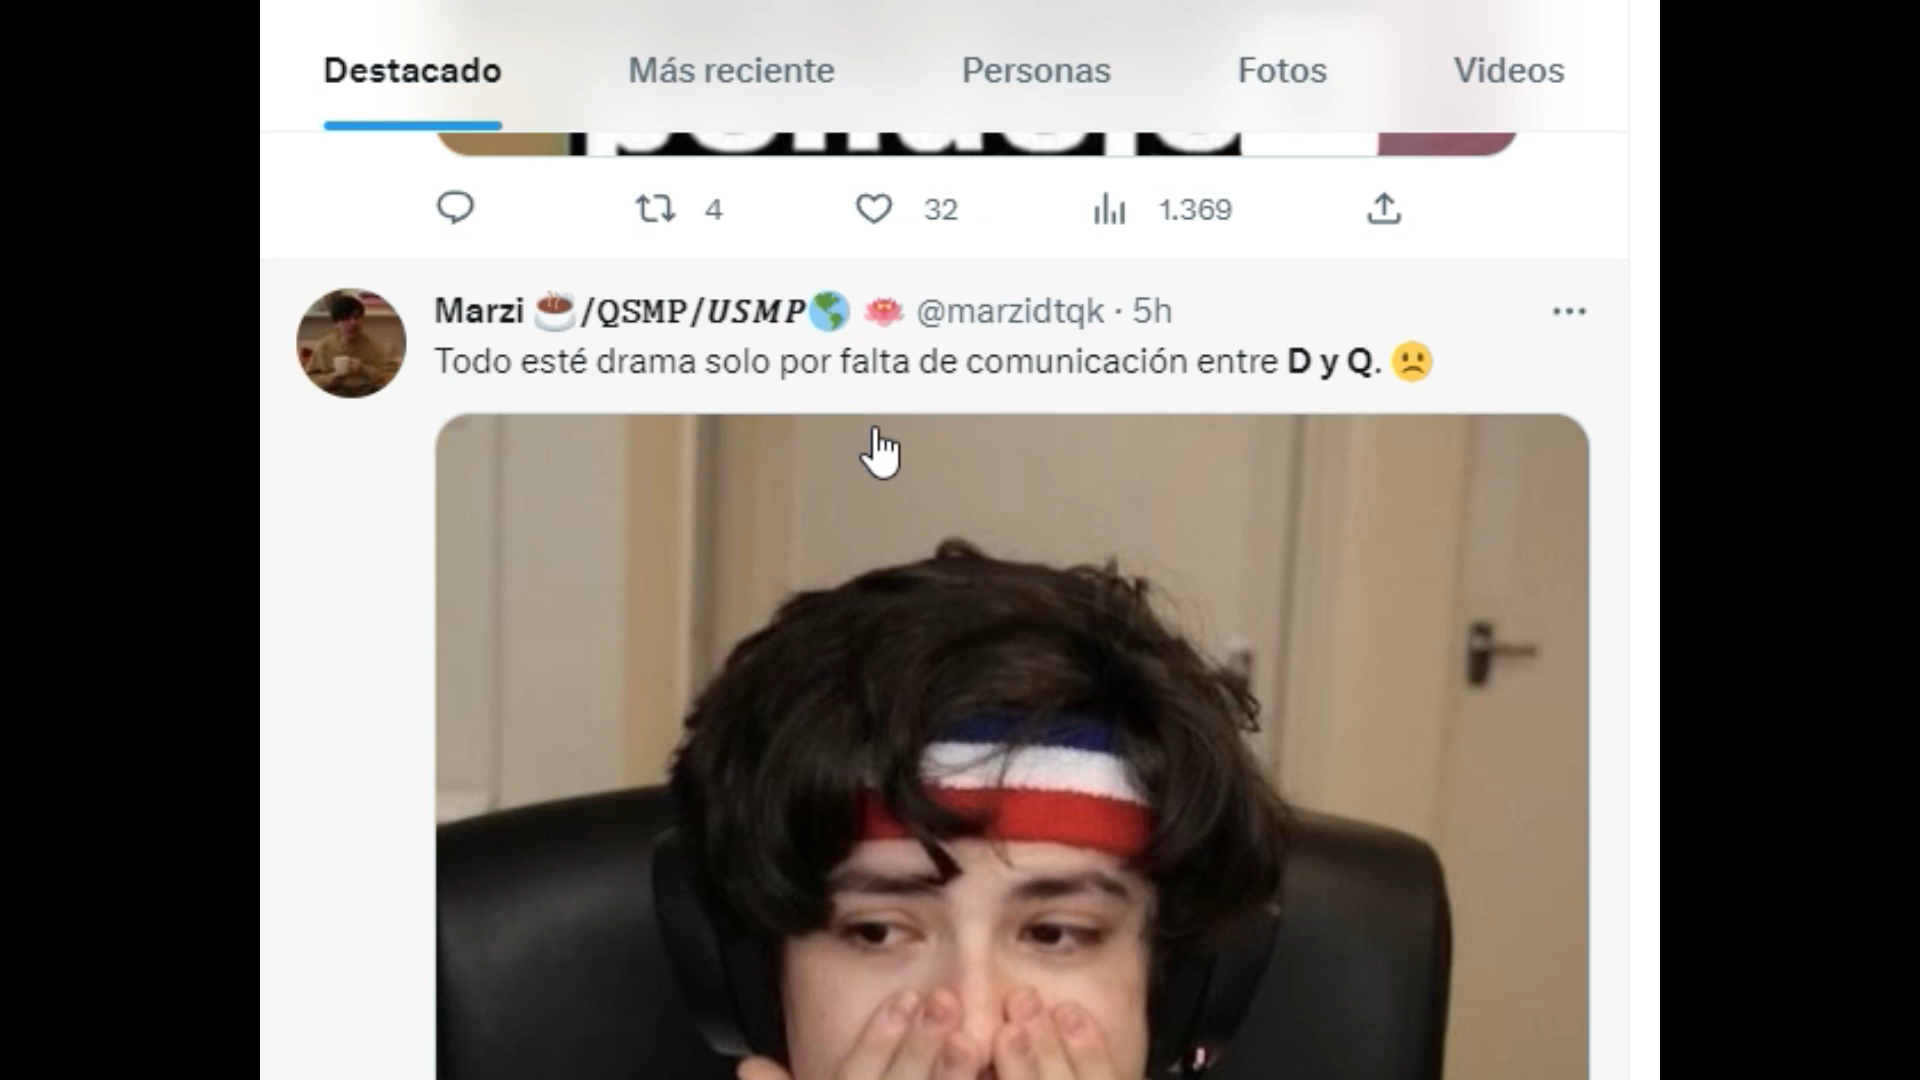 Destacado Más reciente Personas Fotos Videos
4 32 1.369
Marzi ☕/QSMP/𝑼𝑺𝑴𝑷🌎 🪷 @marzidtqk · 5h
Todo esté drama solo por falta de comunicación entre D y Q. 🙁